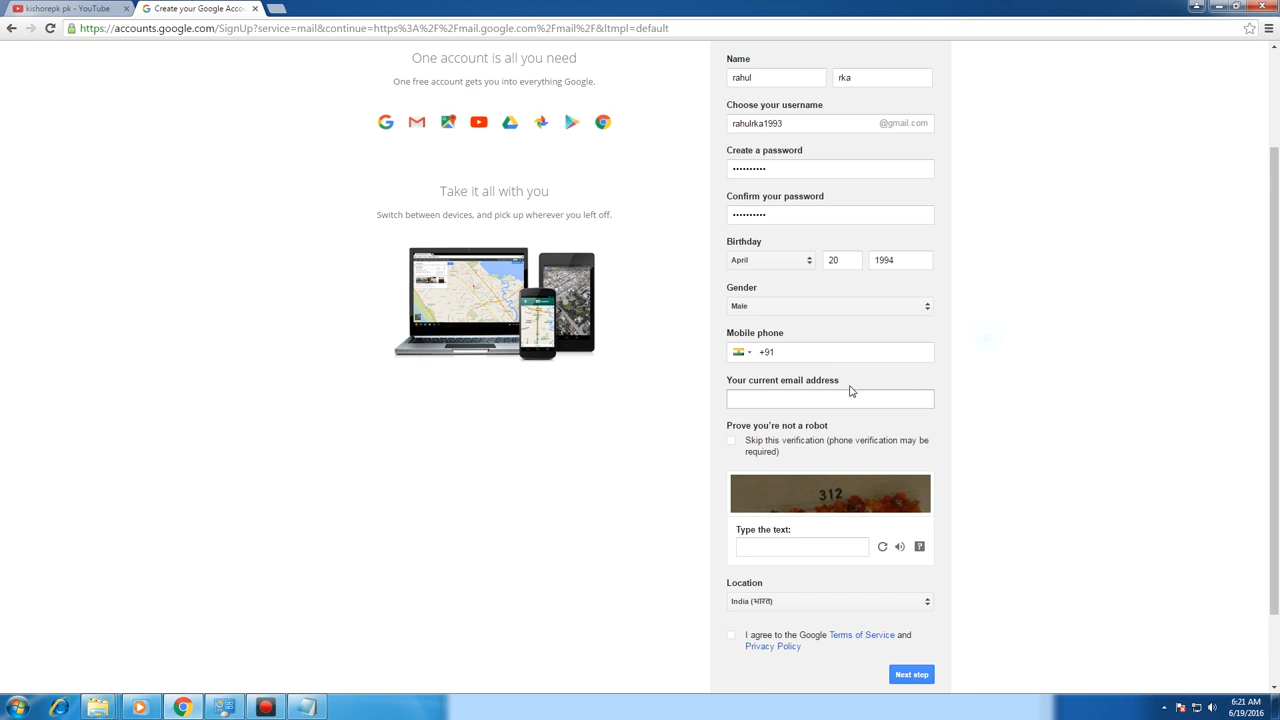 kishorepk pk - YouTube
Create your Google Acco
https://accounts.google.com/SignUp?service=mail&continue=https%3A%2F%2Fmail.google.com%2Fmail%2F&ltmpl=default
One account is all you need
One free account gets you into everything Google.
Take it all with you
Switch between devices, and pick up wherever you left off.
Name
rahul rka
Choose your username
rahulrka1993 @gmail.com
Create a password
••••••••••
Confirm your password
••••••••••
Birthday
April 20 1994
Gender
Male
Mobile phone
+91
Your current email address
Prove you're not a robot
Skip this verification (phone verification may be
required)
312
Type the text:
Location
India (भारत)
I agree to the Google Terms of Service and
Privacy Policy
Next step
6:21 AM
6/19/2016